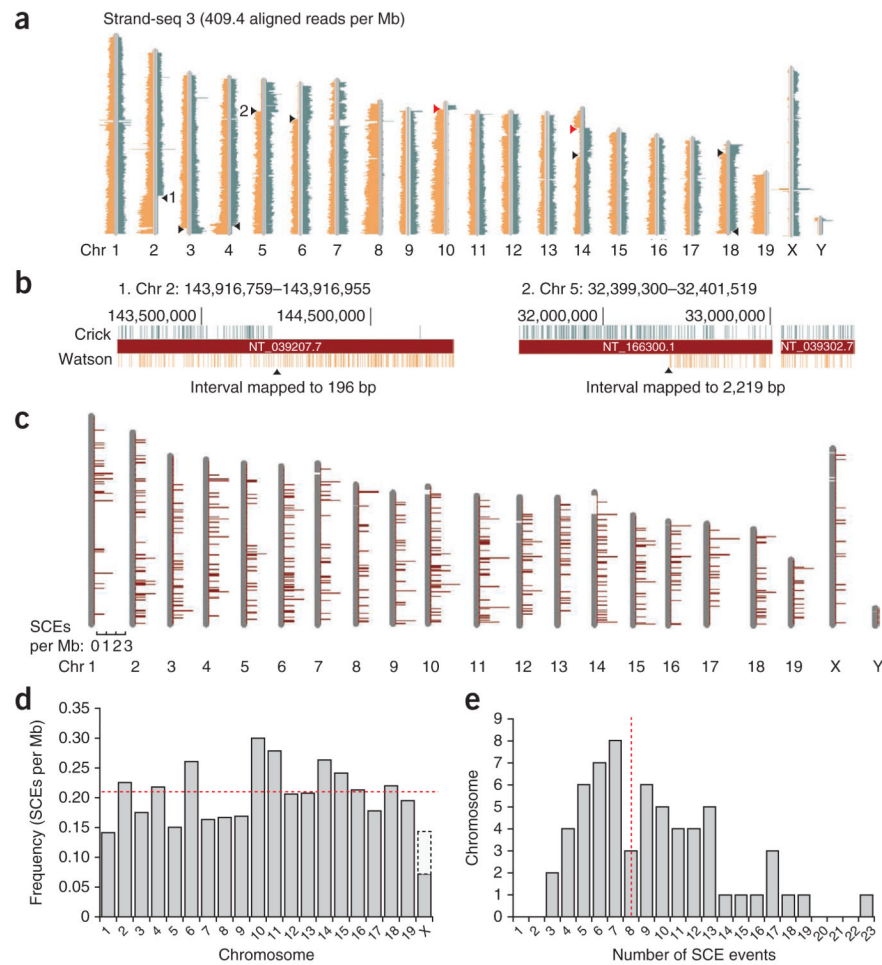 a
Strand-seq 3 (409.4 aligned reads per Mb)
2
1
Chr 1 2 3 4 5 6 7 8 9 10 11 12 13 14 15 16 17 18 19 X Y
b
1. Chr 2: 143,916,759–143,916,955
2. Chr 5: 32,399,300–32,401,519
143,500,000 144,500,000
32,000,000 33,000,000
Crick
NT_039207.7
NT_166300.1
NT_039302.7
Watson
Interval mapped to 196 bp
Interval mapped to 2,219 bp
c
SCEs
per Mb: 0 1 2 3
Chr 1 2 3 4 5 6 7 8 9 10 11 12 13 14 15 16 17 18 19 X Y
d
Frequency (SCEs per Mb)
0.35
0.30
0.25
0.20
0.15
0.10
0.05
0
1 2 3 4 5 6 7 8 9 10 11 12 13 14 15 16 17 18 19 X
Chromosome
e
Chromosome
9
8
7
6
5
4
3
2
1
0
1 2 3 4 5 6 7 8 9 10 11 12 13 14 15 16 17 18 19 20 21 22 23
Number of SCE events